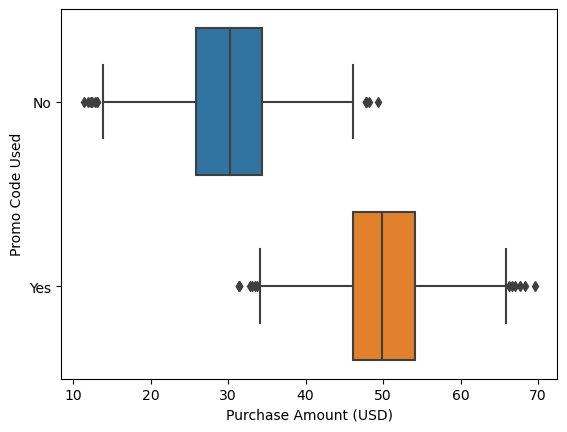 Promo Code Used
No
Yes
10 20 30 40 50 60 70
Purchase Amount (USD)